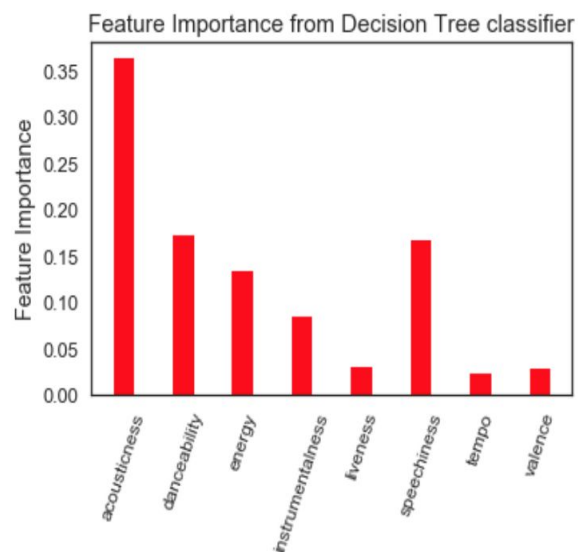 Feature Importance from Decision Tree classifier
Feature Importance
0.35
0.30
0.25
0.20
0.15
0.10
0.05
0.00
acousticness
danceability
energy
instrumentalness
liveness
speechiness
tempo
valence